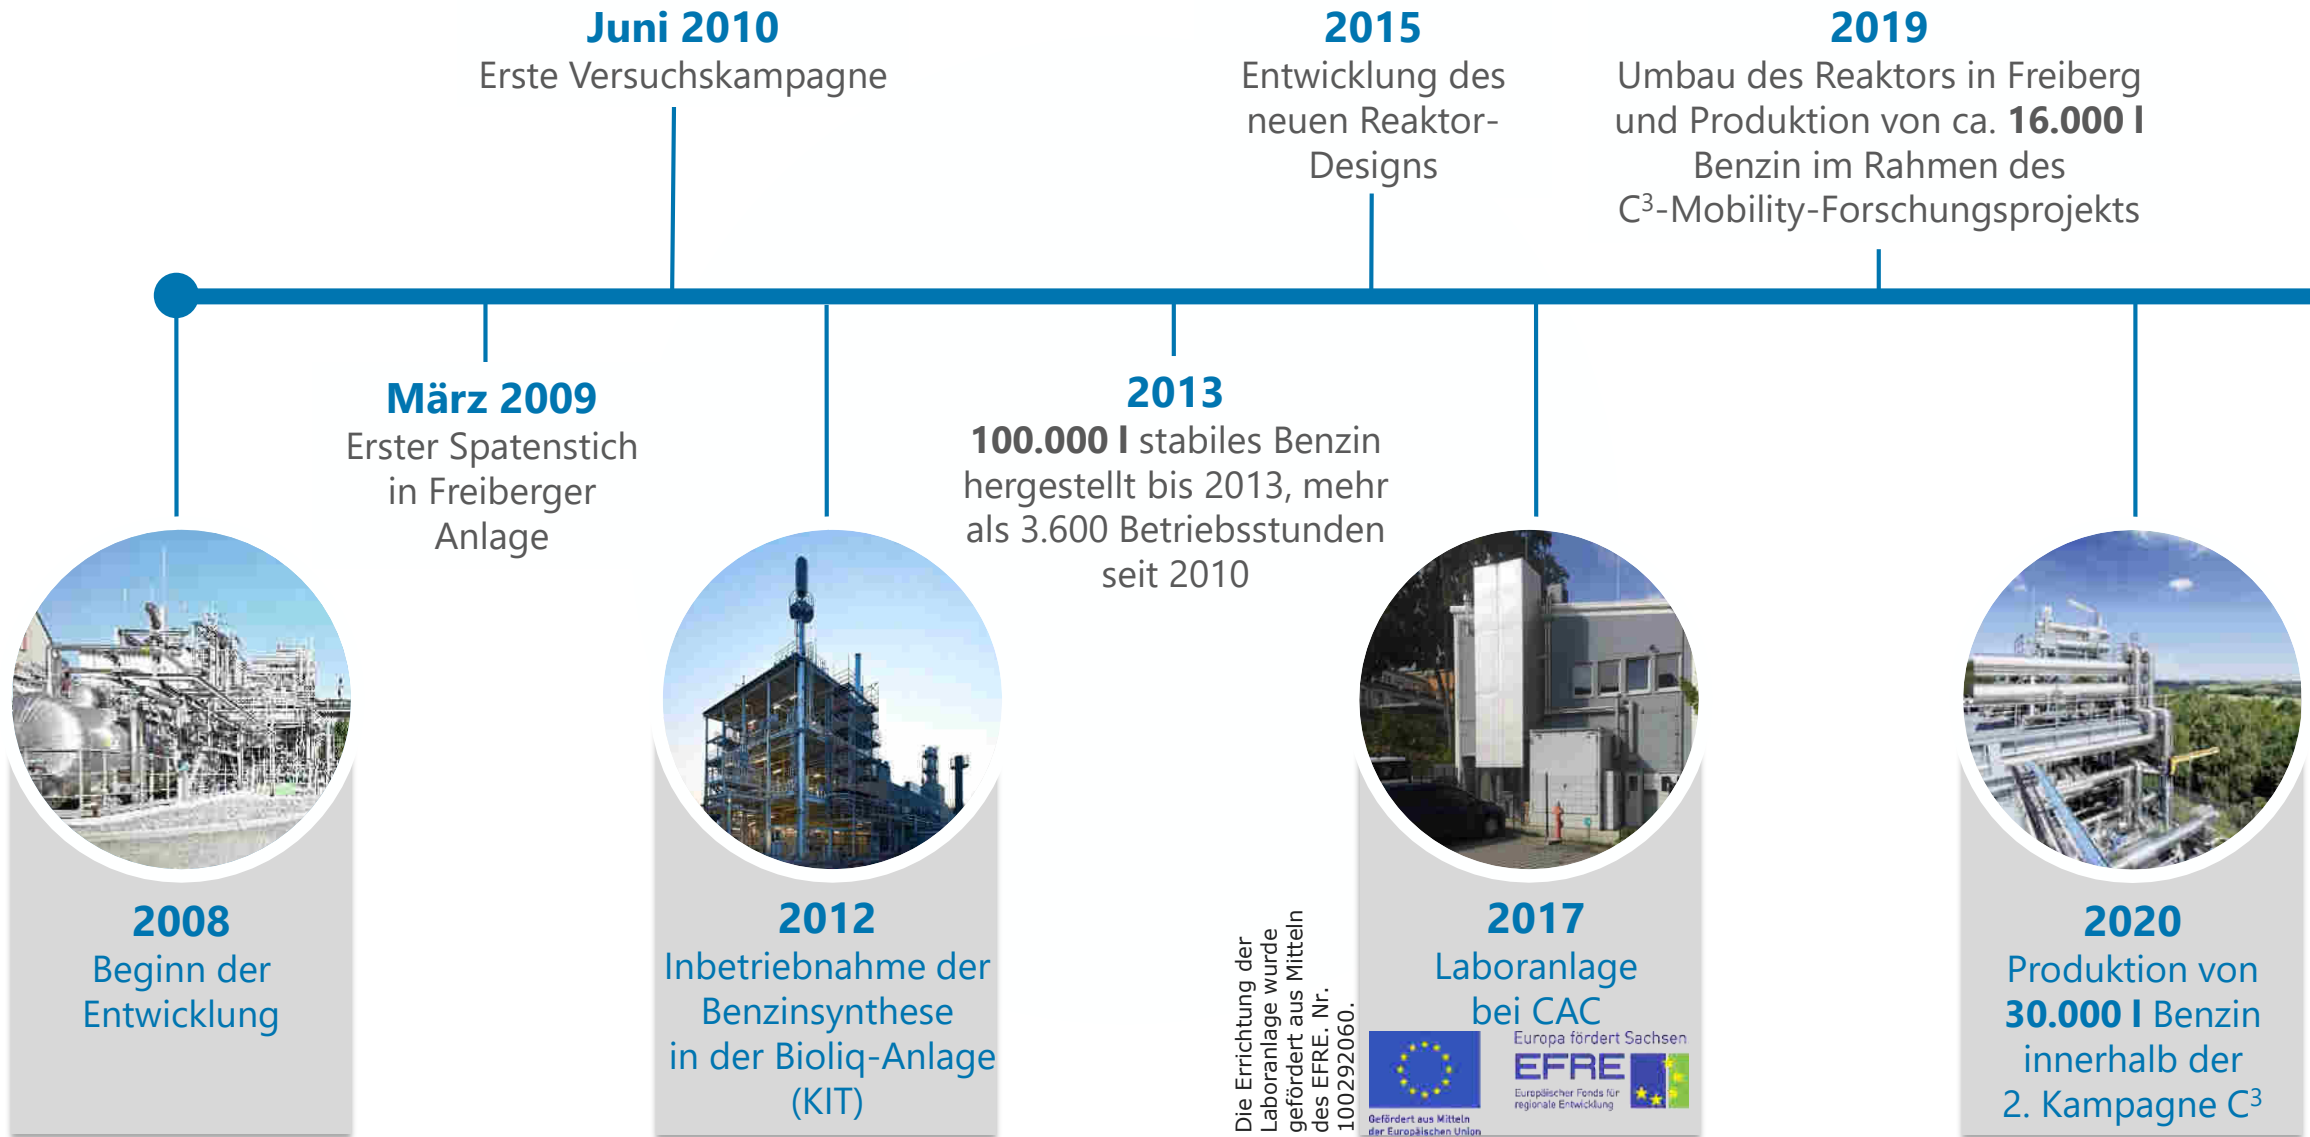 Juni 2010
Erste Versuchskampagne
2015
Entwicklung des
neuen Reaktor-
Designs
2019
Umbau des Reaktors in Freiberg
und Produktion von ca. 16.000 l
Benzin im Rahmen des
C³-Mobility-Forschungsprojekts
März 2009
Erster Spatenstich
in Freiberger
Anlage
2013
100.000 l stabiles Benzin
hergestellt bis 2013, mehr
als 3.600 Betriebsstunden
seit 2010
2008
Beginn der
Entwicklung
2012
Inbetriebnahme der
Benzinsynthese
in der Bioliq-Anlage
(KIT)
Die Errichtung der
Laboranlage wurde
gefördert aus Mitteln
des EFRE. Nr.
100292060.
2017
Laboranlage
bei CAC
Gefördert aus Mitteln
der Europäischen Union
Europa fördert Sachsen
EFRE
Europäischer Fonds für
regionale Entwicklung
2020
Produktion von
30.000 l Benzin
innerhalb der
2. Kampagne C³